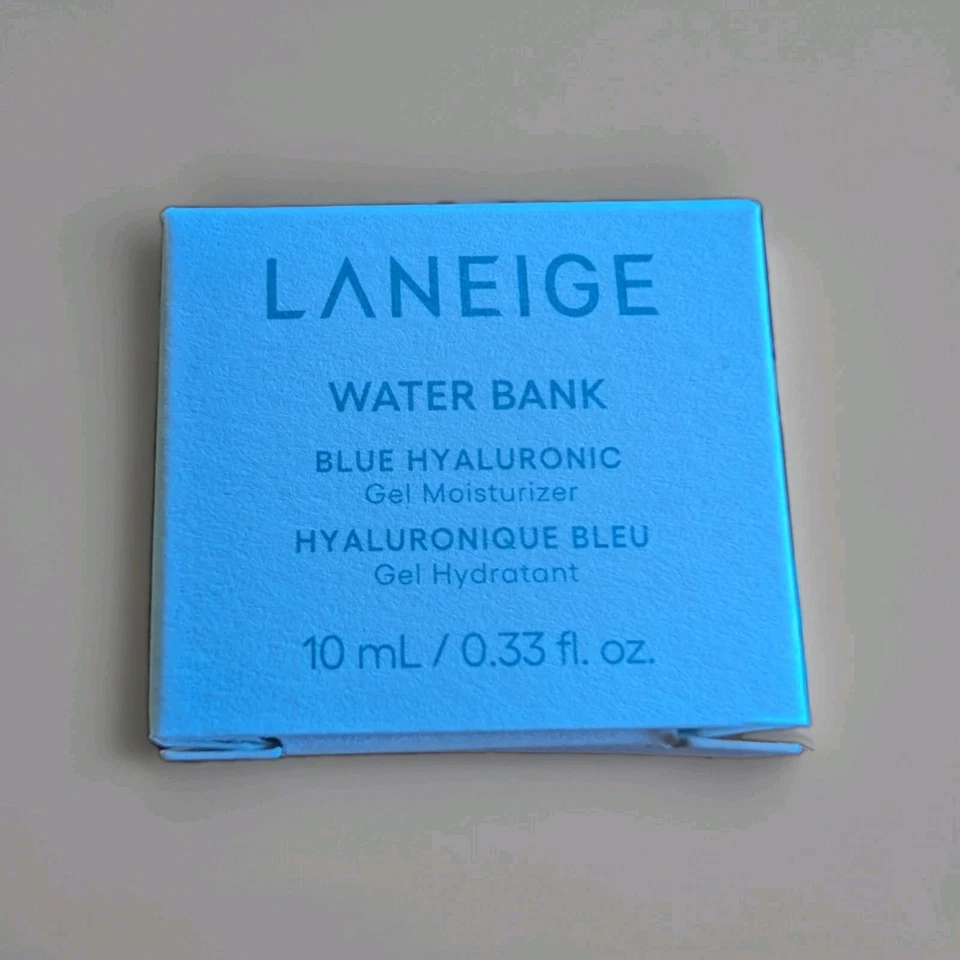 LANEIGE
WATER BANK
BLUE HYALURONIC
Gel Moisturizer
HYALURONIQUE BLEU
Gel Hydratant
10 mL / 0.33 fl. oz.